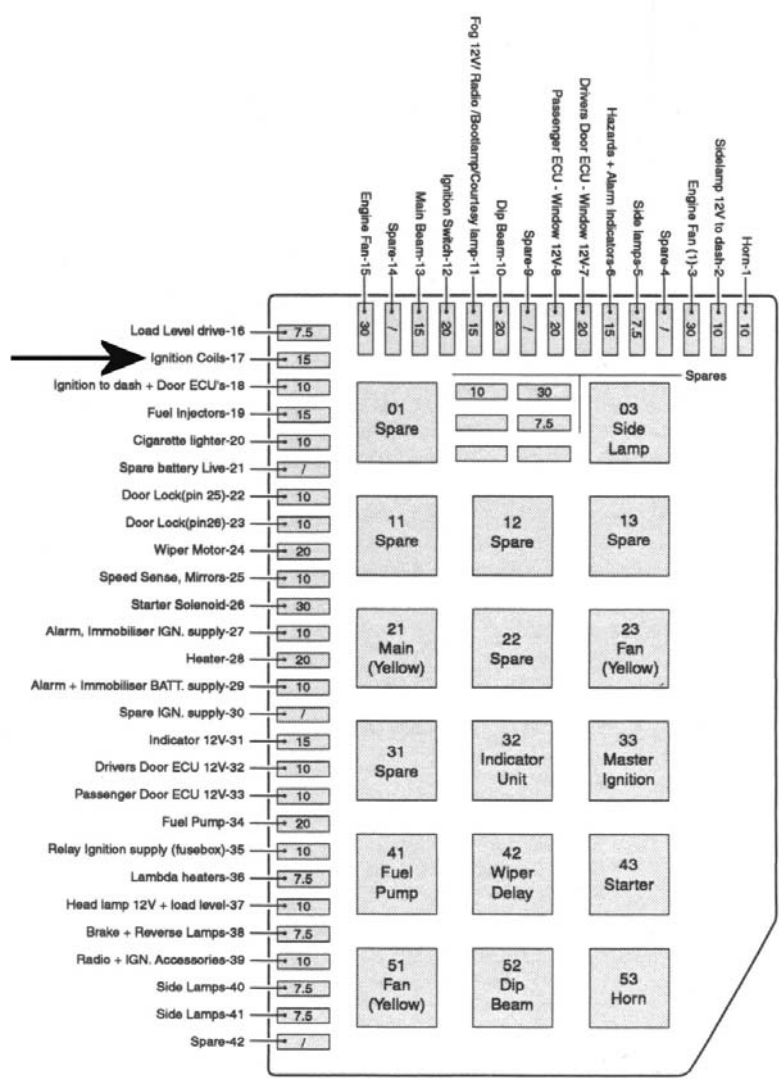 Fog 12V/ Radio /Bootlamp/Courtesy lamp-11
Engine Fan-15
Spare-14
Main Beam-13
Ignition Switch-12
Dip Beam-10
Spare-9
Passenger ECU - Window 12V-8
Drivers Door ECU - Window 12V-7
Hazards + Alarm Indicators-6
Side lamps-5
Spare-4
Engine Fan (1)-3
Sidelamp 12V to dash-2
Horn-1
30
/
15
20
15
20
/
20
20
15
7.5
/
30
10
10
Load Level drive-16 7.5
Ignition Coils-17 15
Ignition to dash + Door ECU's-18 10
Fuel Injectors-19 15
Cigarette lighter-20 10
Spare battery Live-21 /
Door Lock(pin 25)-22 10
Door Lock(pin26)-23 10
Wiper Motor-24 20
Speed Sense, Mirrors-25 10
Starter Solenoid-26 30
Alarm, Immobiliser IGN. supply-27 10
Heater-28 20
Alarm + Immobiliser BATT. supply-29 10
Spare IGN. supply-30 /
Indicator 12V-31 15
Drivers Door ECU 12V-32 10
Passenger Door ECU 12V-33 10
Fuel Pump-34 20
Relay Ignition supply (fusebox)-35 10
Lambda heaters-36 7.5
Head lamp 12V + load level-37 10
Brake + Reverse Lamps-38 7.5
Radio + IGN. Accessories-39 10
Side Lamps-40 7.5
Side Lamps-41 7.5
Spare-42 /
Spares
10 30
7.5
01
Spare
03
Side
Lamp
11
Spare
12
Spare
13
Spare
21
Main
(Yellow)
22
Spare
23
Fan
(Yellow)
31
Spare
32
Indicator
Unit
33
Master
Ignition
41
Fuel
Pump
42
Wiper
Delay
43
Starter
51
Fan
(Yellow)
52
Dip
Beam
53
Horn